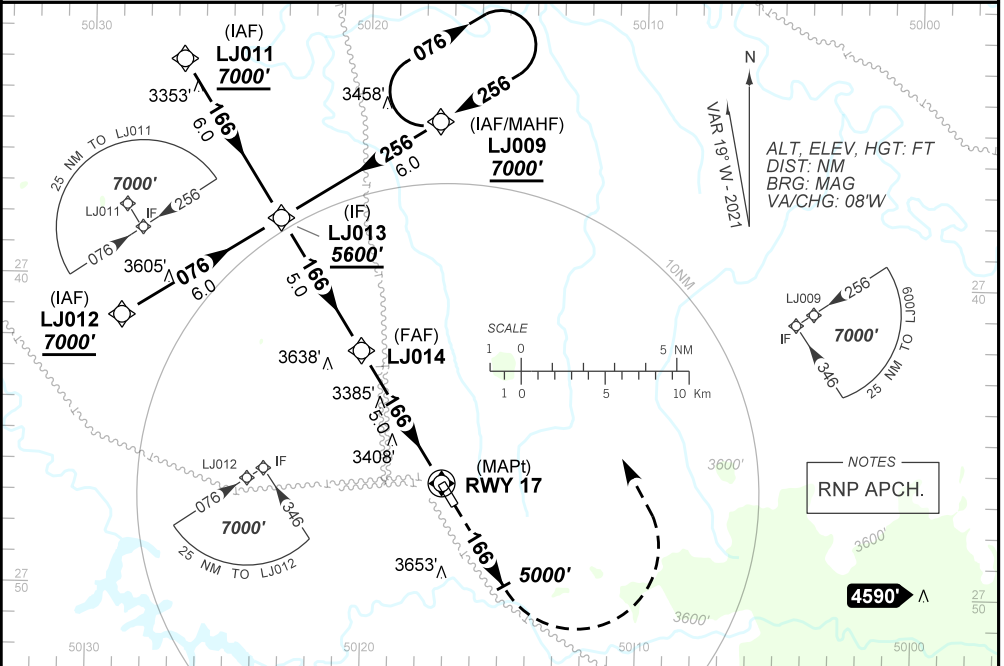 50'30
50'20
50'10
50'00
(IAF)
LJ011
7000'
3353'
166
6.0
076
256
3458'
(IAF/MAHF)
LJ009
7000'
256
6.0
N
VAR 19° W - 2021
ALT, ELEV, HGT: FT
DIST: NM
BRG: MAG
VA/CHG: 08'W
25 NM TO LJ011
7000'
LJ011
IF
256
076
(IF)
LJ013
5600'
3605'
076
6.0
166
5.0
10NM
27
40
27
40
(IAF)
LJ012
7000'
(FAF)
LJ014
3638'
3385'
166
5.0
3408'
SCALE
1 0 5 NM
1 0 5 10 Km
LJ009
256
IF
7000'
346
25 NM TO LJ009
(MAPt)
RWY 17
LJ012
IF
076
346
7000'
25 NM TO LJ012
3600'
NOTES
RNP APCH.
3600'
166
5000'
3653'
3600'
4590'
27
50
27
50
50'30
50'20
50'10
50'00